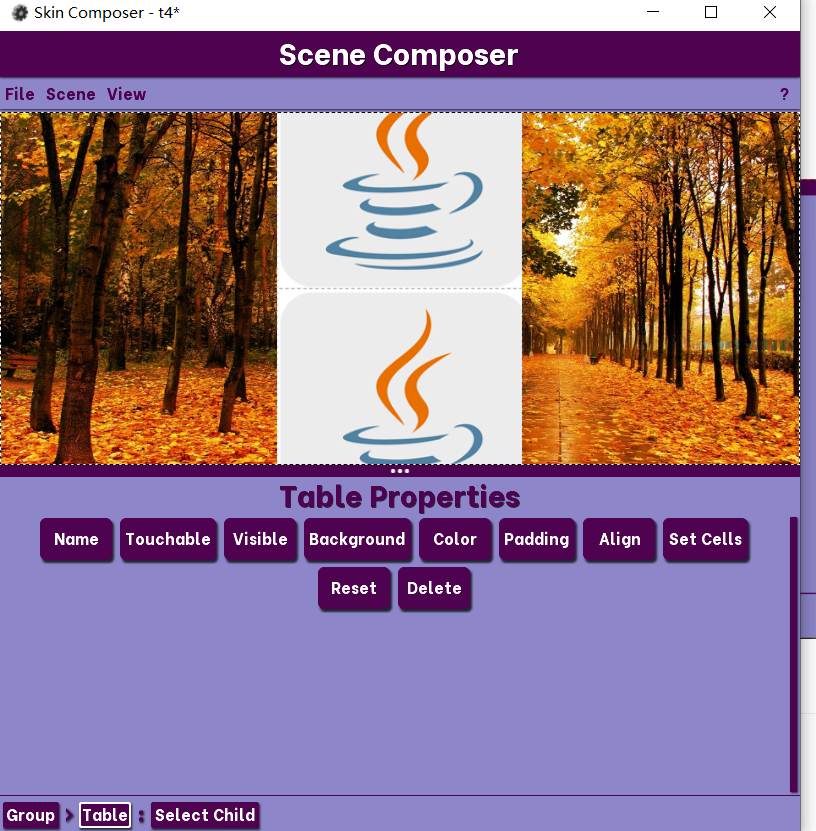 Skin Composer - t4*
Scene Composer
File Scene View ?
Table Properties
Name Touchable Visible Background Color Padding Align Set Cells
Reset Delete
Group > Table : Select Child